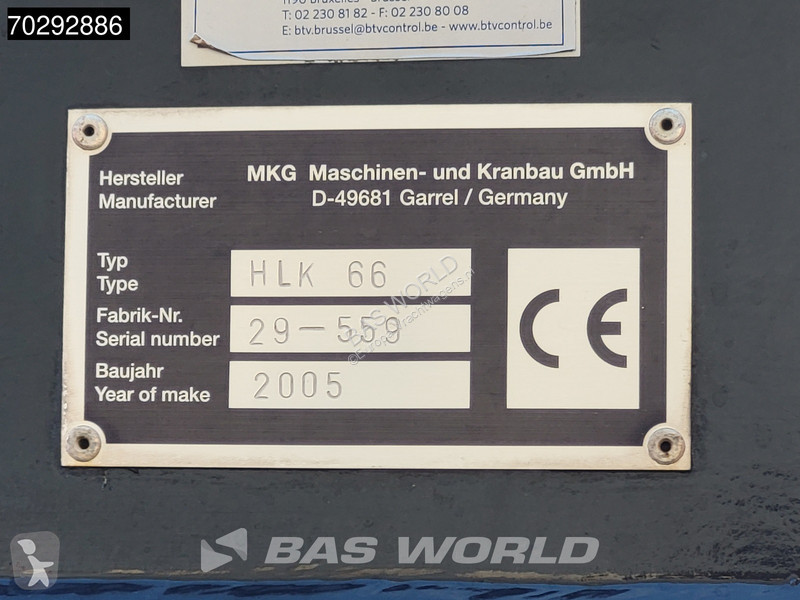 70292886
T: 02 230 81 82 - F: 02 230 80 08
E: btv.brussel@btvcontrol.be - www.btvcontrol.be
Hersteller
Manufacturer
MKG Maschinen- und Kranbau GmbH
D-49681 Garrel / Germany
Typ
Type
HLK 66
Fabrik-Nr.
Serial number
29-559
Baujahr
Year of make
2005
CE
BAS WORLD
BAS WORLD